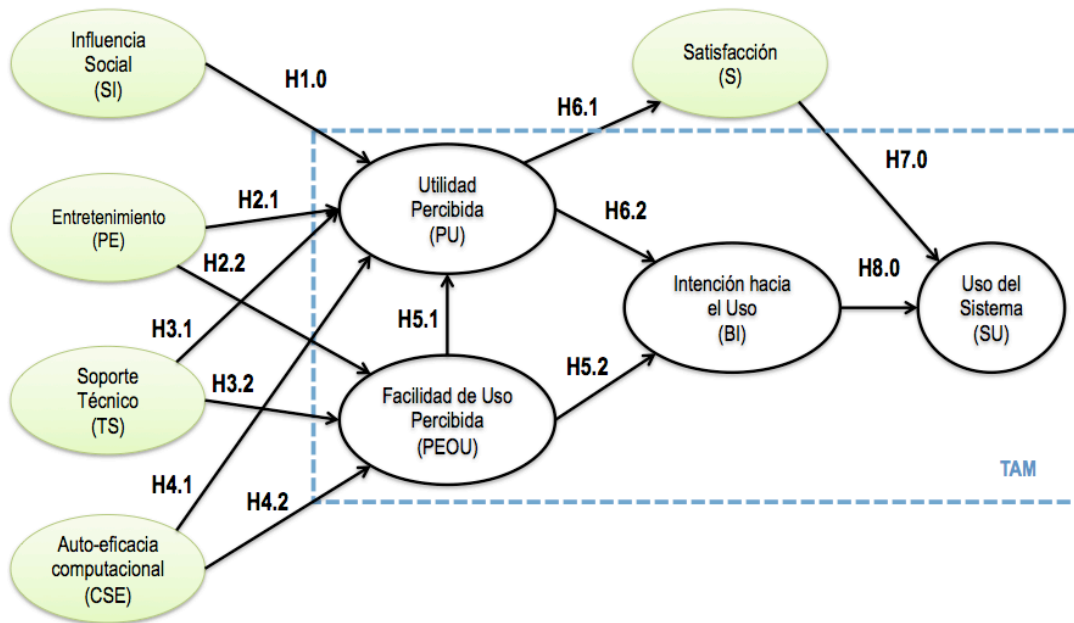 Influencia
Social
(SI)
Satisfacción
(S)
H1.0
H6.1
H7.0
Utilidad
Percibida
(PU)
Entretenimiento
(PE)
H2.1
H2.2
H6.2
Intención hacia
el Uso
(BI)
H8.0
Uso del
Sistema
(SU)
H3.1
H5.1
H5.2
Soporte
Técnico
(TS)
H3.2
Facilidad de Uso
Percibida
(PEOU)
TAM
H4.1
H4.2
Auto-eficacia
computacional
(CSE)